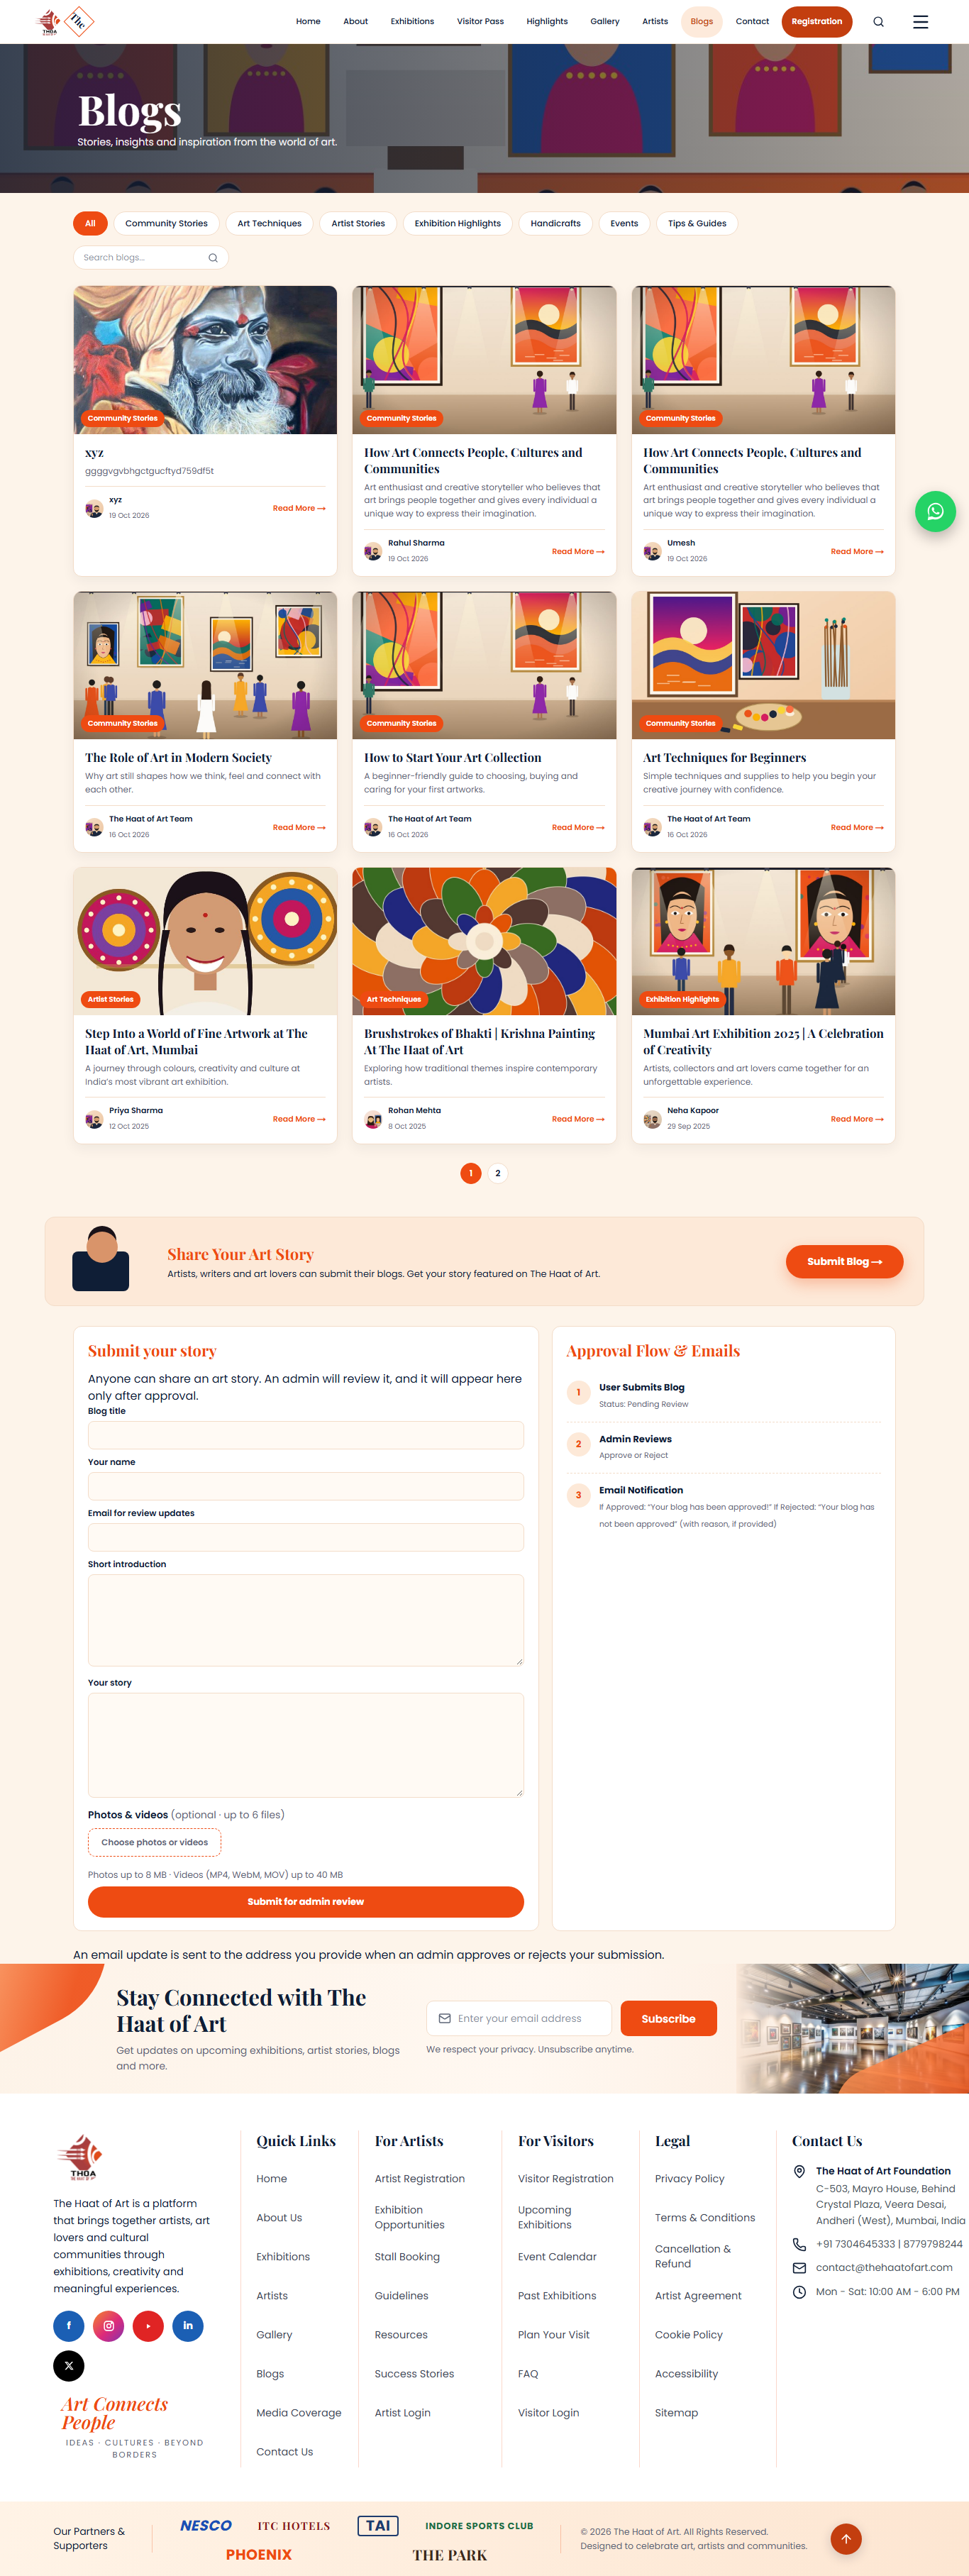 THOA
The
Home
About
Exhibitions
Visitor Pass
Highlights
Gallery
Artists
Blogs
Contact
Registration
Blogs
Stories, insights and inspiration from the world of art.
All
Community Stories
Art Techniques
Artist Stories
Exhibition Highlights
Handicrafts
Events
Tips & Guides
Search blogs...
Community Stories
xyz
ggggvgvbhgctgucftyd759df5t
xyz
19 Oct 2026
Read More →
Community Stories
How Art Connects People, Cultures and
Communities
Art enthusiast and creative storyteller who believes that
art brings people together and gives every individual a
unique way to express their imagination.
Rahul Sharma
19 Oct 2026
Read More →
Community Stories
How Art Connects People, Cultures and
Communities
Art enthusiast and creative storyteller who believes that
art brings people together and gives every individual a
unique way to express their imagination.
Umesh
19 Oct 2026
Read More →
Community Stories
The Role of Art in Modern Society
Why art still shapes how we think, feel and connect with
each other.
The Haat of Art Team
16 Oct 2026
Read More →
Community Stories
How to Start Your Art Collection
A beginner-friendly guide to choosing, buying and
caring for your first artworks.
The Haat of Art Team
16 Oct 2026
Read More →
Community Stories
Art Techniques for Beginners
Simple techniques and supplies to help you begin your
creative journey with confidence.
The Haat of Art Team
16 Oct 2026
Read More →
Artist Stories
Step Into a World of Fine Artwork at The
Haat of Art, Mumbai
A journey through colours, creativity and culture at
India's most vibrant art exhibition.
Priya Sharma
12 Oct 2025
Read More →
Art Techniques
Brushstrokes of Bhakti | Krishna Painting
At The Haat of Art
Exploring how traditional themes inspire contemporary
artists.
Rohan Mehta
8 Oct 2025
Read More →
Exhibition Highlights
Mumbai Art Exhibition 2025 | A Celebration
of Creativity
Artists, collectors and art lovers came together for an
unforgettable experience.
Neha Kapoor
29 Sep 2025
Read More →
1
2
Share Your Art Story
Artists, writers and art lovers can submit their blogs. Get your story featured on The Haat of Art.
Submit Blog →
Submit your story
Anyone can share an art story. An admin will review it, and it will appear here
only after approval.
Blog title
Your name
Email for review updates
Short introduction
Your story
Photos & videos (optional · up to 6 files)
Choose photos or videos
Photos up to 8 MB · Videos (MP4, WebM, MOV) up to 40 MB
Submit for admin review
Approval Flow & Emails
1
User Submits Blog
Status: Pending Review
2
Admin Reviews
Approve or Reject
3
Email Notification
If Approved: "Your blog has been approved!" If Rejected: "Your blog has
not been approved" (with reason, if provided)
An email update is sent to the address you provide when an admin approves or rejects your submission.
Stay Connected with The
Haat of Art
Get updates on upcoming exhibitions, artist stories, blogs
and more.
Enter your email address
Subscribe
We respect your privacy. Unsubscribe anytime.
THOA
The Haat of Art is a platform
that brings together artists, art
lovers and cultural
communities through
exhibitions, creativity and
meaningful experiences.
f
in
X
Art Connects
People
IDEAS · CULTURES · BEYOND
BORDERS
Quick Links
Home
About Us
Exhibitions
Artists
Gallery
Blogs
Media Coverage
Contact Us
For Artists
Artist Registration
Exhibition
Opportunities
Stall Booking
Guidelines
Resources
Success Stories
Artist Login
For Visitors
Visitor Registration
Upcoming
Exhibitions
Event Calendar
Past Exhibitions
Plan Your Visit
FAQ
Visitor Login
Legal
Privacy Policy
Terms & Conditions
Cancellation &
Refund
Artist Agreement
Cookie Policy
Accessibility
Sitemap
Contact Us
The Haat of Art Foundation
C-503, Mayro House, Behind
Crystal Plaza, Veera Desai,
Andheri (West), Mumbai, India
+91 7304645333 | 8779798244
contact@thehaatofart.com
Mon - Sat: 10:00 AM - 6:00 PM
Our Partners &
Supporters
NESCO
ITC HOTELS
TAI
INDORE SPORTS CLUB
PHOENIX
THE PARK
© 2026 The Haat of Art. All Rights Reserved.
Designed to celebrate art, artists and communities.